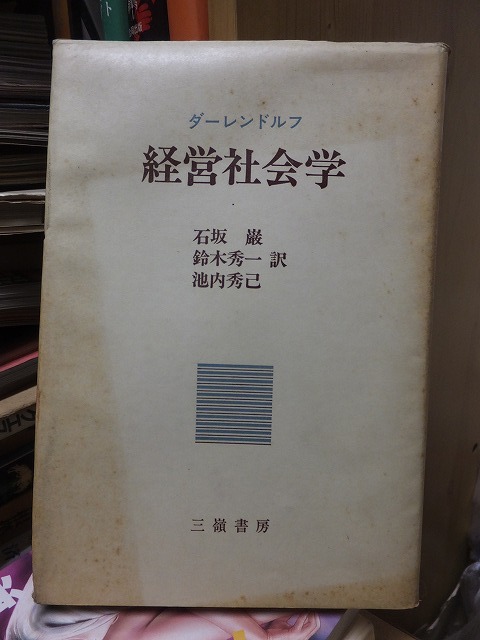 ダーレンドルフ
経営社会学
石坂 巌
鈴木秀一 訳
池内秀己
三嶺書房